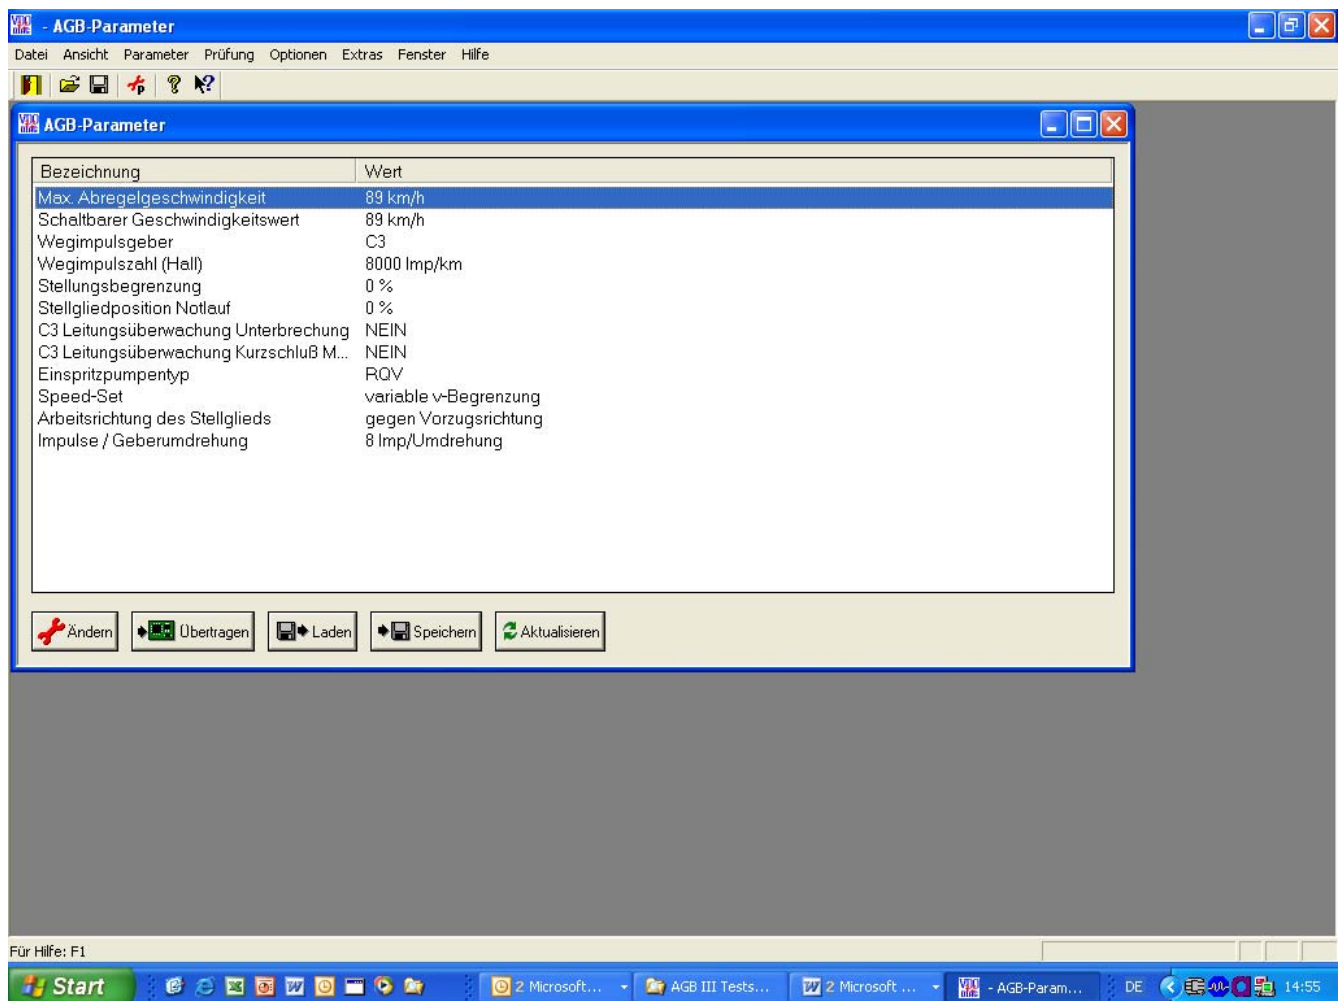 - AGB-Parameter
Datei Ansicht Parameter Prüfung Optionen Extras Fenster Hilfe
AGB-Parameter
Bezeichnung Wert
Max. Abregelgeschwindigkeit 89 km/h
Schaltbarer Geschwindigkeitswert 89 km/h
Wegimpulsgeber C3
Wegimpulszahl (Hall) 8000 Imp/km
Stellungsbegrenzung 0 %
Stellgliedposition Notlauf 0 %
C3 Leitungsüberwachung Unterbrechung NEIN
C3 Leitungsüberwachung Kurzschluß M... NEIN
Einspritzpumpentyp RQV
Speed-Set variable v-Begrenzung
Arbeitsrichtung des Stellglieds gegen Vorzugsrichtung
Impulse / Geberumdrehung 8 Imp/Umdrehung
Ändern Übertragen Laden Speichern Aktualisieren
Für Hilfe: F1
Start 2 Microsoft... AGB III Tests... 2 Microsoft ... - AGB-Param... DE 14:55